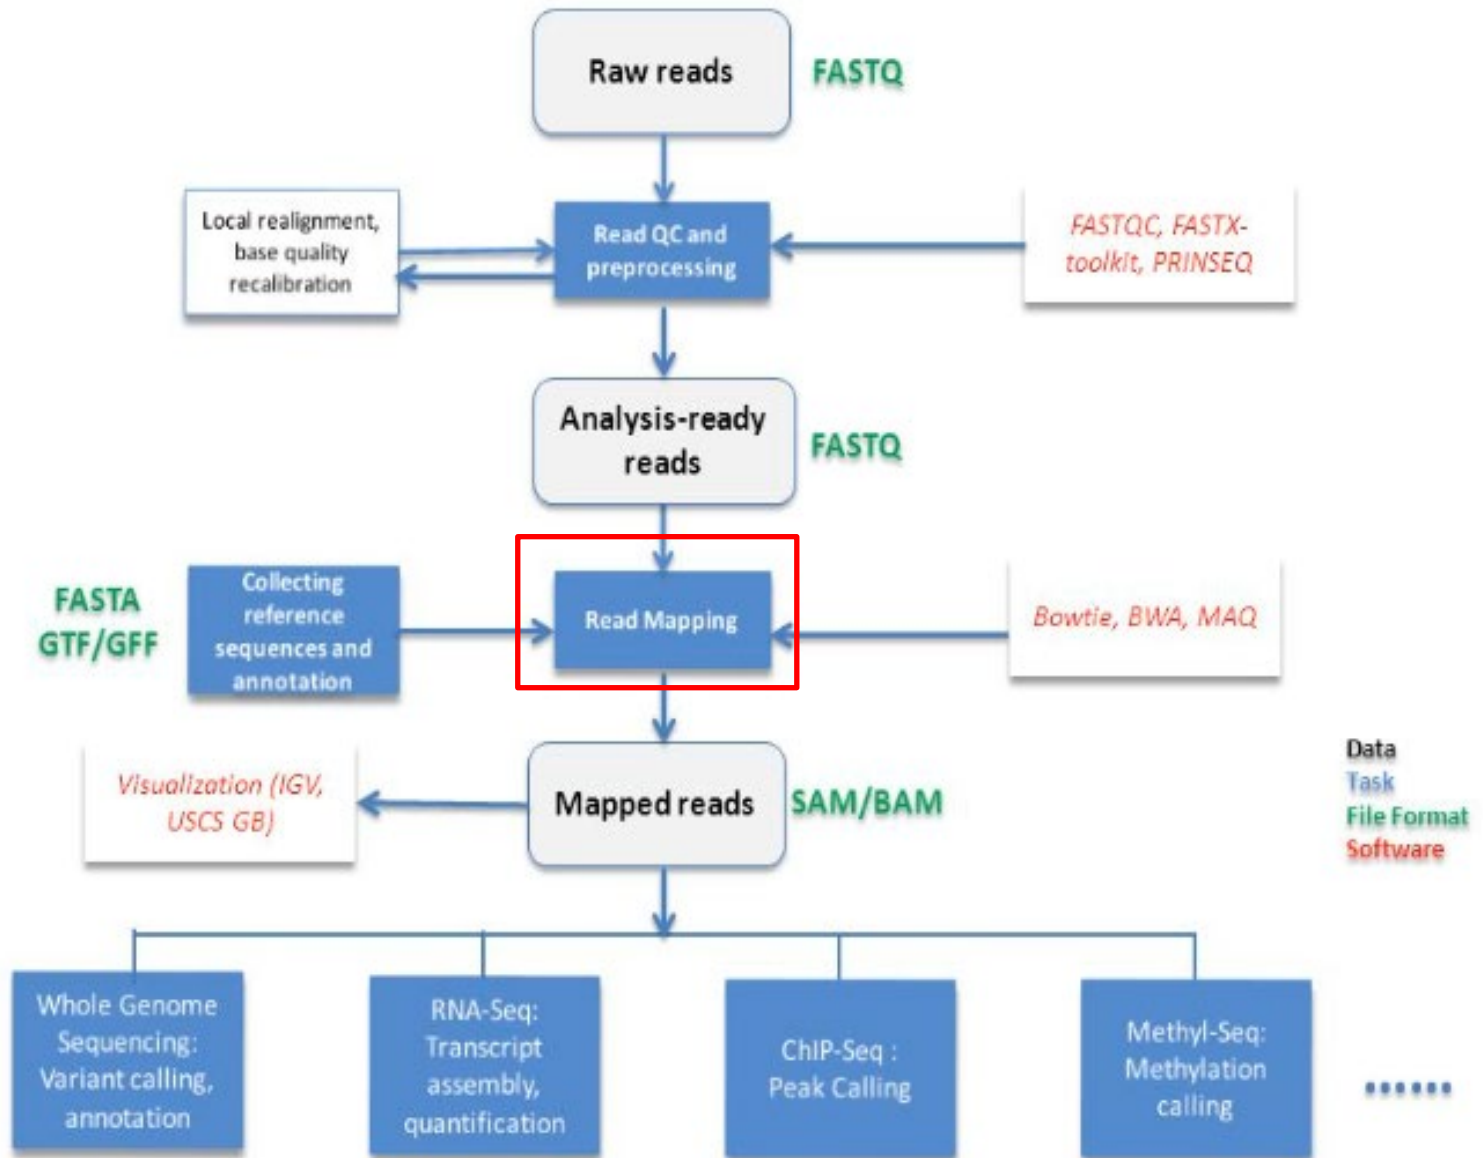 Raw reads
FASTQ
Local realignment,
base quality
recalibration
Read QC and
preprocessing
FASTQC, FASTX-
toolkit, PRINSEQ
Analysis-ready
reads
FASTQ
FASTA
GTF/GFF
Collecting
reference
sequences and
annotation
Read Mapping
Bowtie, BWA, MAQ
Visualization (IGV,
USCS GB)
Mapped reads
SAM/BAM
Data
Task
File Format
Software
Whole Genome
Sequencing:
Variant calling,
annotation
RNA-Seq:
Transcript
assembly,
quantification
ChIP-Seq :
Peak Calling
Methyl-Seq:
Methylation
calling
......